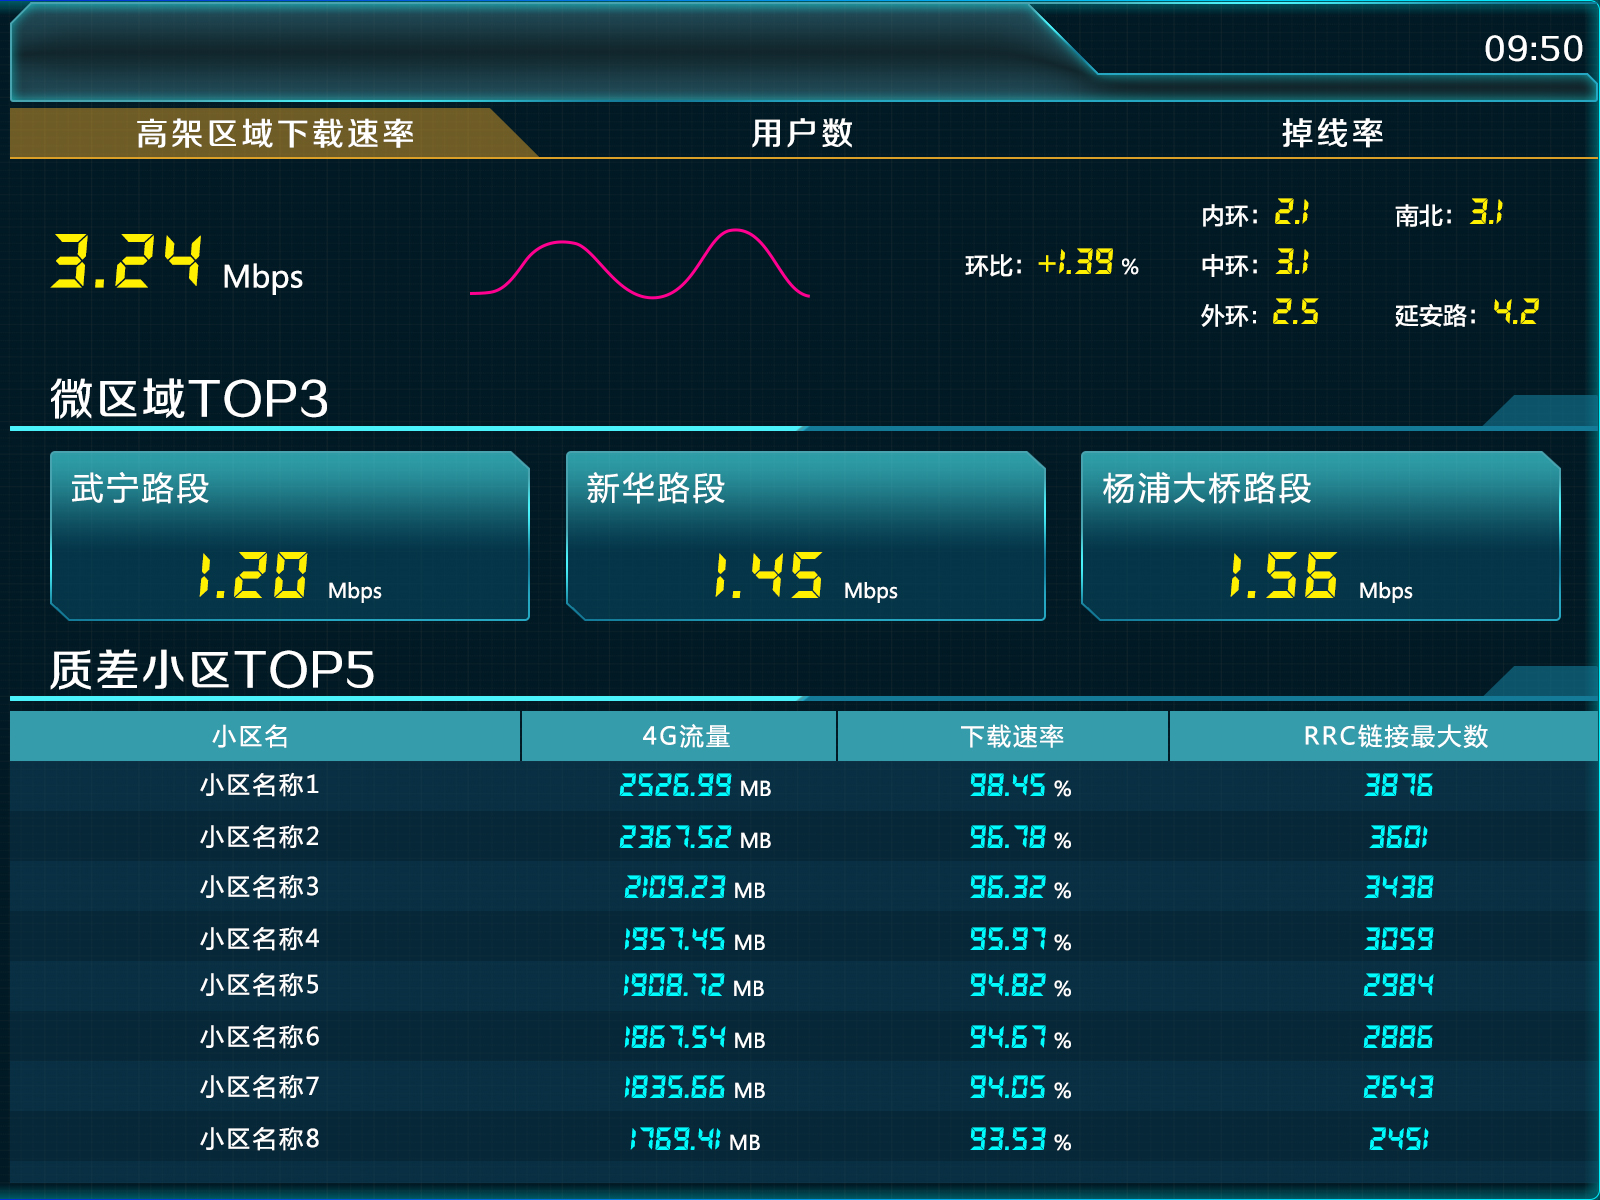 09:50
高架区域下载速率 用户数 掉线率
3.24 Mbps
环比：+1.39 %
内环：2.1 南北：3.1
中环：3.1
外环：2.5 延安路：4.2
微区域TOP3
武宁路段 新华路段 杨浦大桥路段
1.20 Mbps 1.45 Mbps 1.56 Mbps
质差小区TOP5
小区名 4G流量 下载速率 RRC链接最大数
小区名称1 2526.99 MB 98.45 % 3876
小区名称2 2367.52 MB 96.78 % 3601
小区名称3 2109.23 MB 96.32 % 3438
小区名称4 1957.45 MB 95.97 % 3059
小区名称5 1908.72 MB 94.82 % 2984
小区名称6 1867.54 MB 94.67 % 2886
小区名称7 1835.66 MB 94.05 % 2643
小区名称8 1769.41 MB 93.53 % 2451